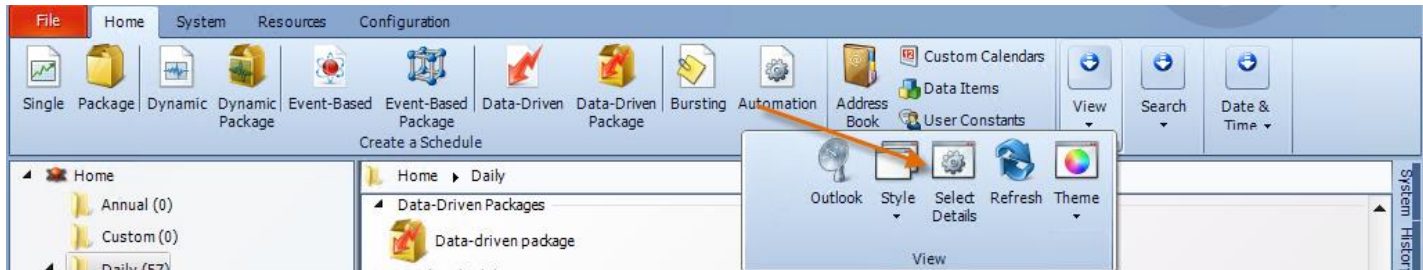 File Home System Resources Configuration
Single Package Dynamic Dynamic Package Event-Based Event-Based Package Data-Driven Data-Driven Package Bursting Automation
Create a Schedule
Address Book
Custom Calendars
Data Items
User Constants
View Search Date & Time
Outlook Style Select Details Refresh Theme
View
Home
Annual (0)
Custom (0)
Daily (57)
Home Daily
Data-Driven Packages
Data-driven package
System Histor